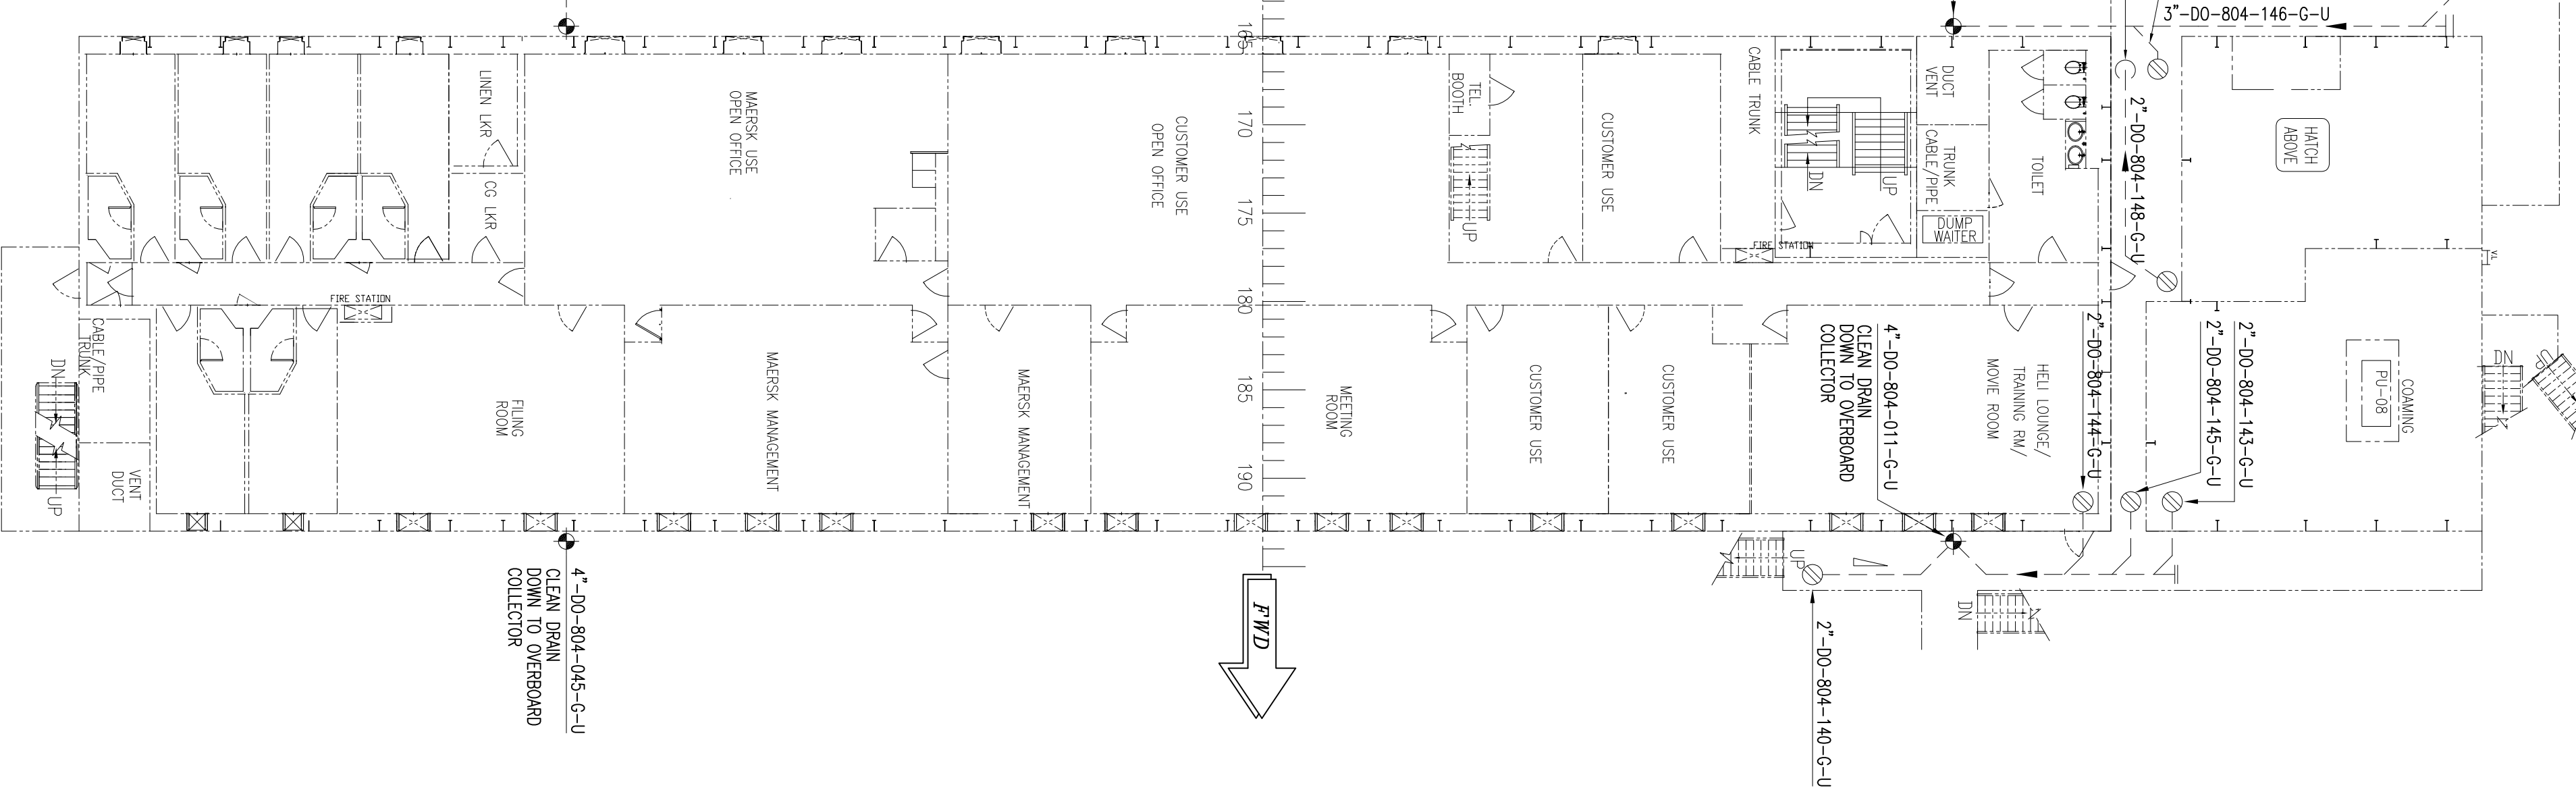 3"-DO-804-146-G-U
2"-DO-804-148-G-U
HATCH
ABOVE
165
170
175
180
185
190
LINEN LKR
CG LKR
MAERSK USE
OPEN OFFICE
CUSTOMER USE
OPEN OFFICE
TEL.
BOOTH
UP
CUSTOMER USE
CABLE TRUNK
DN
UP
DUCT
VENT
TRUNK
CABLE/PIPE
DUMP
WAITER
TOILET
FIRE STATION
FIRE STATION
CABLE/PIPE
TRUNK
DN
UP
VENT
DUCT
FILING
ROOM
MAERSK MANAGEMENT
MAERSK MANAGEMENT
MEETING
ROOM
CUSTOMER USE
CUSTOMER USE
4"-DO-804-011-G-U
CLEAN DRAIN
DOWN TO OVERBOARD
COLLECTOR
HELI LOUNGE/
TRAINING RM/
MOVIE ROOM
2"-DO-804-144-G-U
2"-DO-804-145-G-U
2"-DO-804-143-G-U
COAMING
PU-08
DN
UP
UP
DN
4"-DO-804-045-G-U
CLEAN DRAIN
DOWN TO OVERBOARD
COLLECTOR
FWD
2"-DO-804-140-G-U